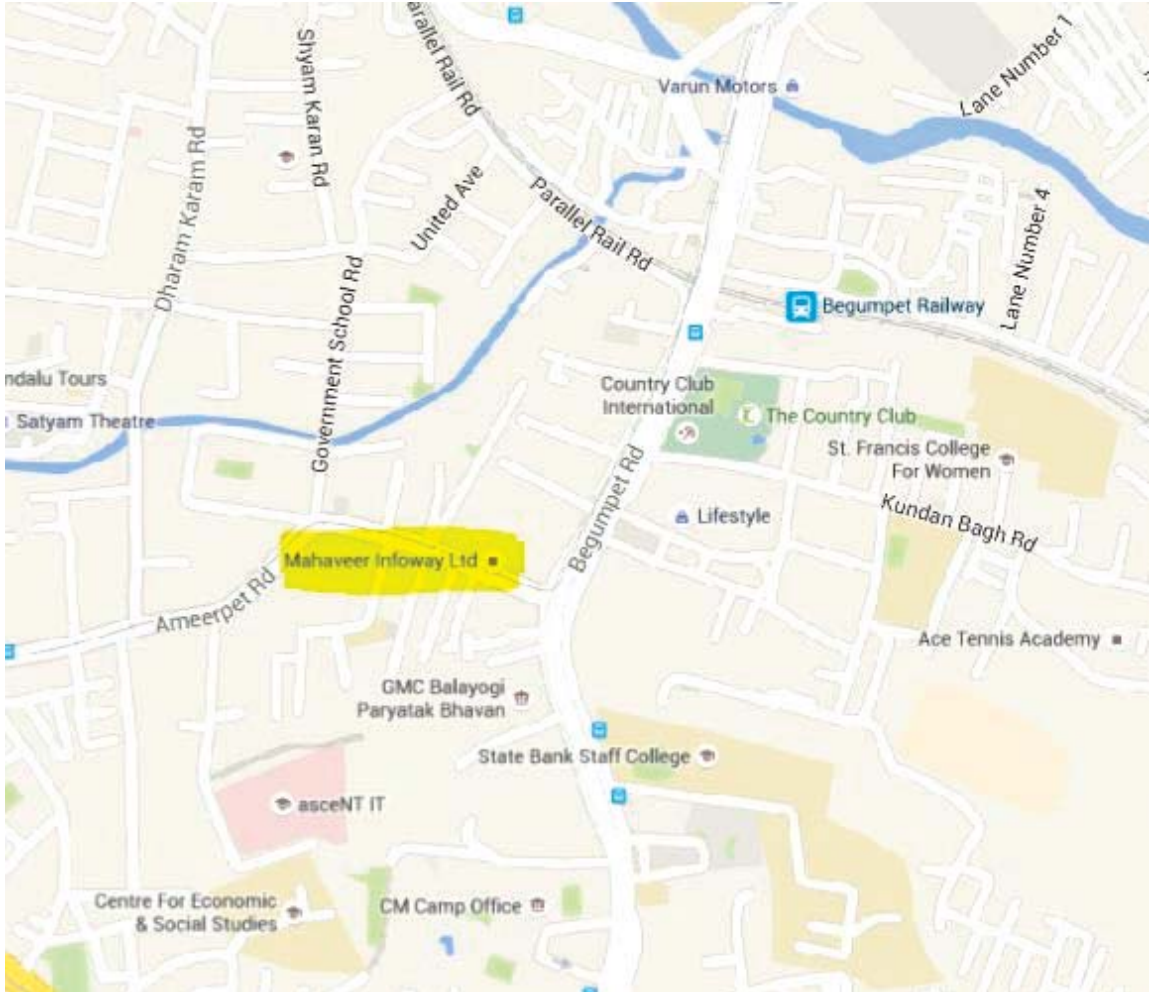 Parallel Rail Rd
Shyam Karan Rd
Varun Motors
Lane Number 1
Dharam Karam Rd
United Ave
Parallel Rail Rd
Lane Number 4
Government School Rd
Begumpet Railway
ndalu Tours
Country Club
International
The Country Club
Satyam Theatre
St. Francis College
For Women
Begumpet Rd
Lifestyle
Kundan Bagh Rd
Mahaveer Infoway Ltd
Ameerpet Rd
Ace Tennis Academy
GMC Balayogi
Paryatak Bhavan
State Bank Staff College
asceNT IT
Centre For Economic
& Social Studies
CM Camp Office